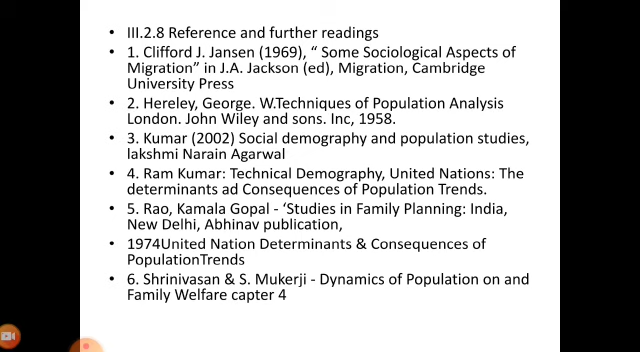 • III.2.8 Reference and further readings
• 1. Clifford J. Jansen (1969), “ Some Sociological Aspects of
Migration” in J.A. Jackson (ed), Migration, Cambridge
University Press
• 2. Hereley, George. W.Techniques of Population Analysis
London. John Wiley and sons. Inc, 1958.
• 3. Kumar (2002) Social demography and population studies,
lakshmi Narain Agarwal
• 4. Ram Kumar: Technical Demography, United Nations: The
determinants ad Consequences of Population Trends.
• 5. Rao, Kamala Gopal - ‘Studies in Family Planning: India,
New Delhi, Abhinav publication,
• 1974United Nation Determinants & Consequences of
PopulationTrends
• 6. Shrinivasan & S. Mukerji - Dynamics of Population on and
Family Welfare capter 4